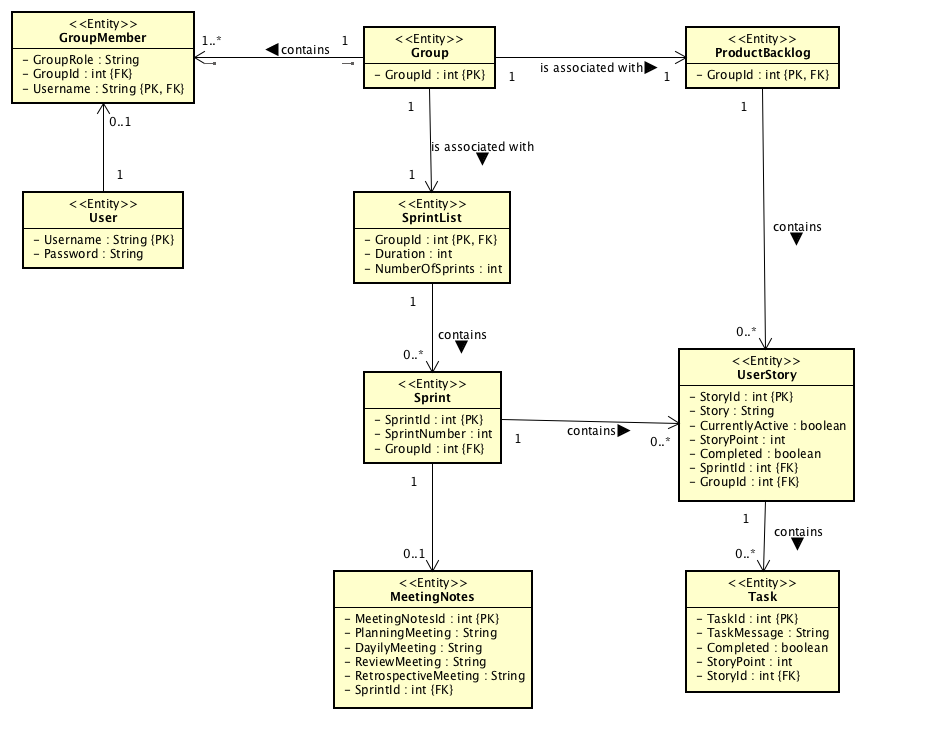 <<Entity>>
GroupMember
– GroupRole : String
– GroupId : int {FK}
– Username : String {PK, FK}
1..*
contains
1
<<Entity>>
Group
– GroupId : int {PK}
1
is associated with
1
<<Entity>>
ProductBacklog
– GroupId : int {PK, FK}
0..1
1
<<Entity>>
User
– Username : String {PK}
– Password : String
1
is associated with
1
<<Entity>>
SprintList
– GroupId : int {PK, FK}
– Duration : int
– NumberOfSprints : int
1
contains
0..*
1
contains
0..*
<<Entity>>
Sprint
– SprintId : int {PK}
– SprintNumber : int
– GroupId : int {FK}
1
contains
0..*
<<Entity>>
UserStory
– StoryId : int {PK}
– Story : String
– CurrentlyActive : boolean
– StoryPoint : int
– Completed : boolean
– SprintId : int {FK}
– GroupId : int {FK}
1
0..1
1
contains
0..*
<<Entity>>
MeetingNotes
– MeetingNotesId : int {PK}
– PlanningMeeting : String
– DayilyMeeting : String
– ReviewMeeting : String
– RetrospectiveMeeting : String
– SprintId : int {FK}
<<Entity>>
Task
– TaskId : int {PK}
– TaskMessage : String
– Completed : boolean
– StoryPoint : int
– StoryId : int {FK}